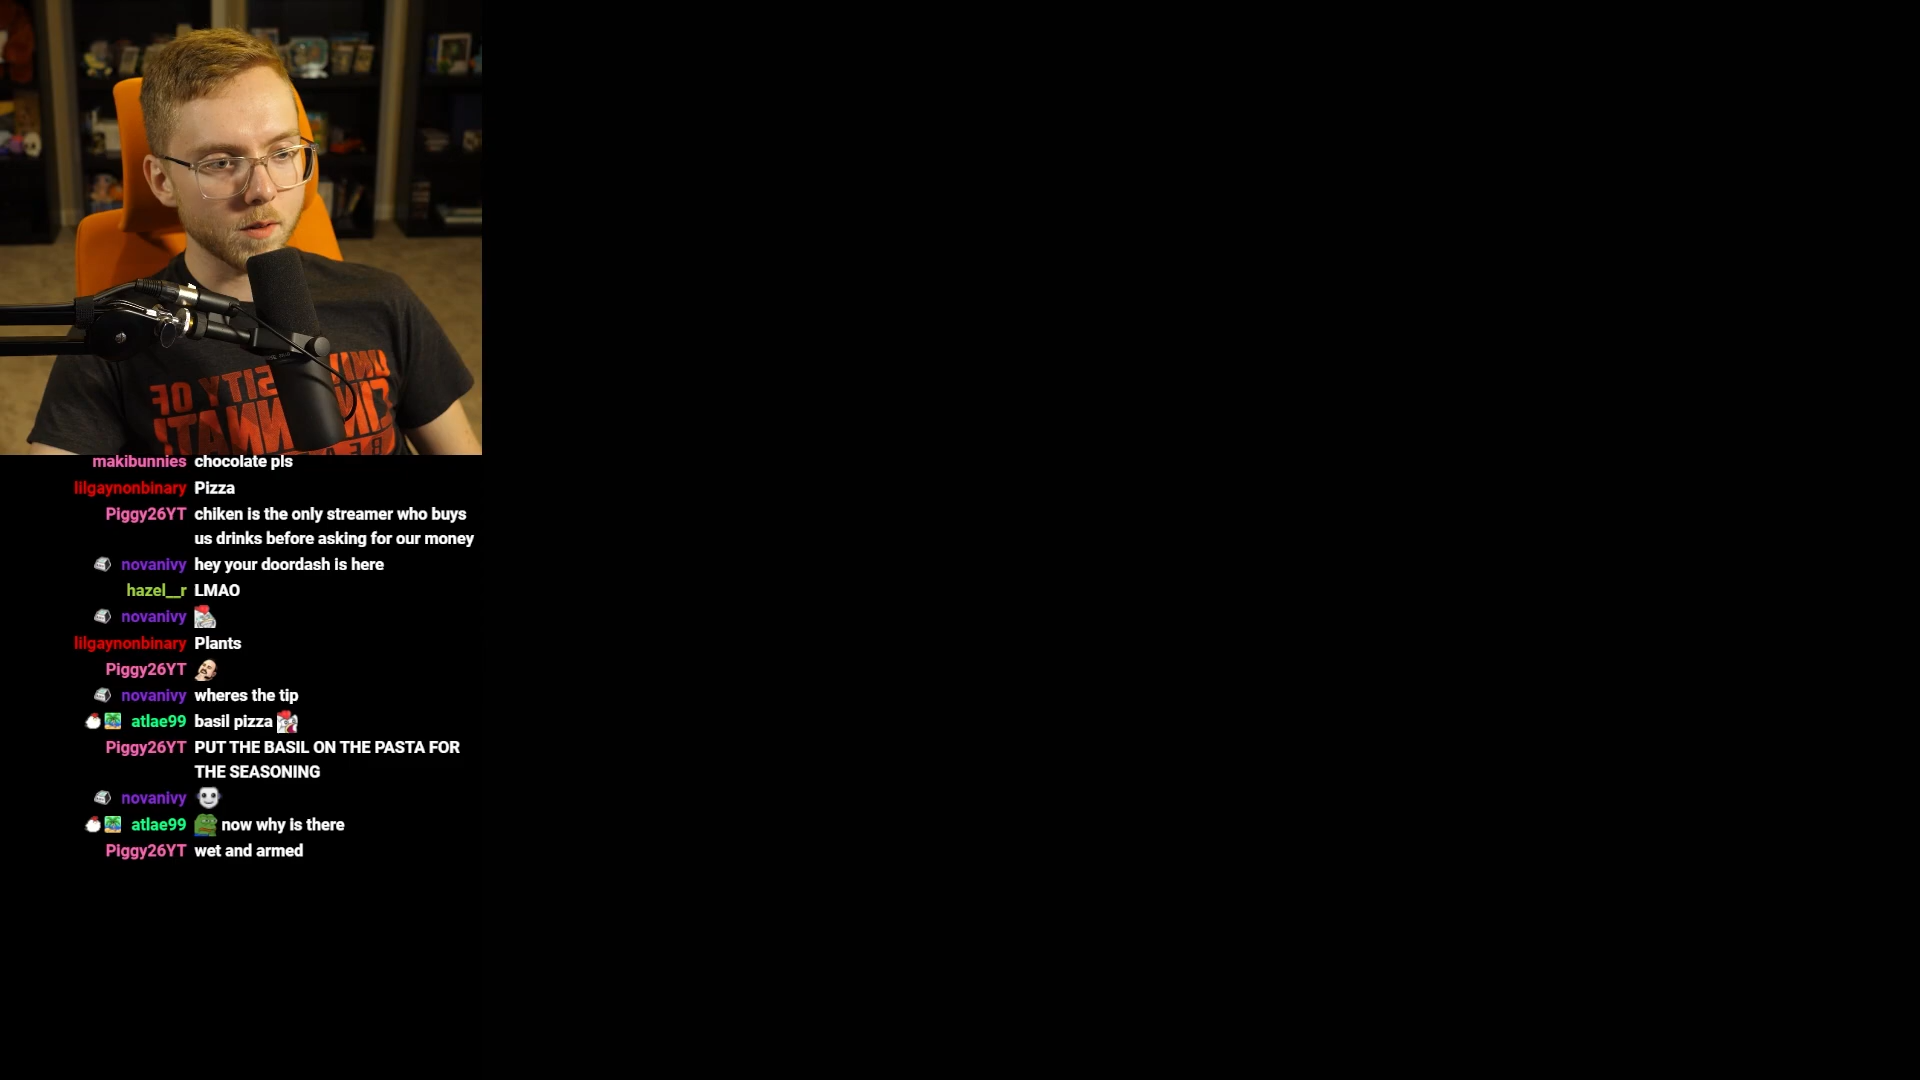 UNIVERSITY OF
CINCINNATI
makibunnies chocolate pls
lilgaynonbinary Pizza
Piggy26YT chiken is the only streamer who buys
us drinks before asking for our money
novanivy hey your doordash is here
hazel__r LMAO
novanivy
lilgaynonbinary Plants
Piggy26YT
novanivy wheres the tip
atlae99 basil pizza
Piggy26YT PUT THE BASIL ON THE PASTA FOR
THE SEASONING
novanivy
atlae99 now why is there
Piggy26YT wet and armed